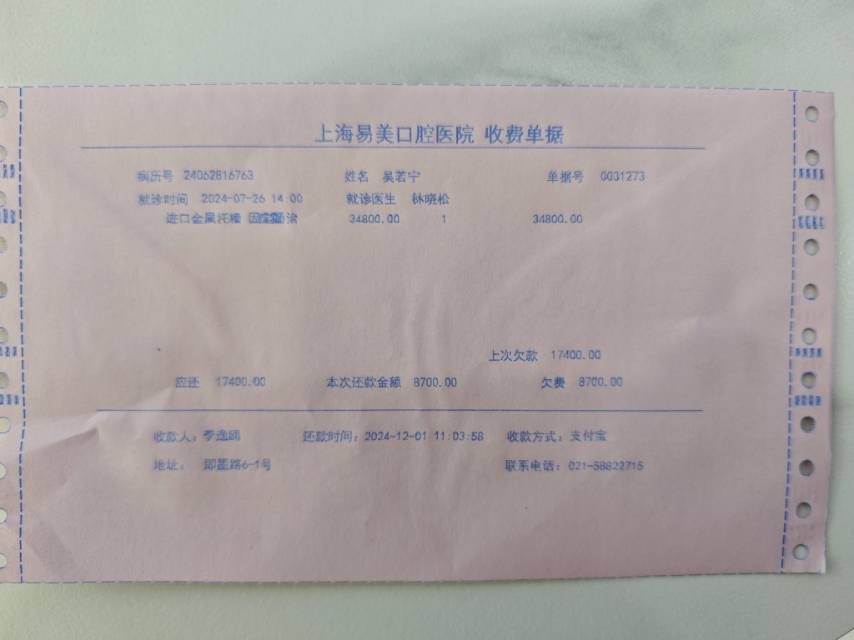 上海易美口腔医院 收费单据
病历号 24062816763 姓名 吴若宁 单据号 0031273
就诊时间 2024-07-26 14:00 就诊医生 林晓松
进口金属托槽 34800.00 1 34800.00
上次欠款 17400.00
应还 17400.00 本次还款金额 8700.00 欠费 8700.00
收款人: 还款时间: 2024-12-01 11:03:58 收款方式: 支付宝
地址: 即墨路6-1号 联系电话: 021-58822715